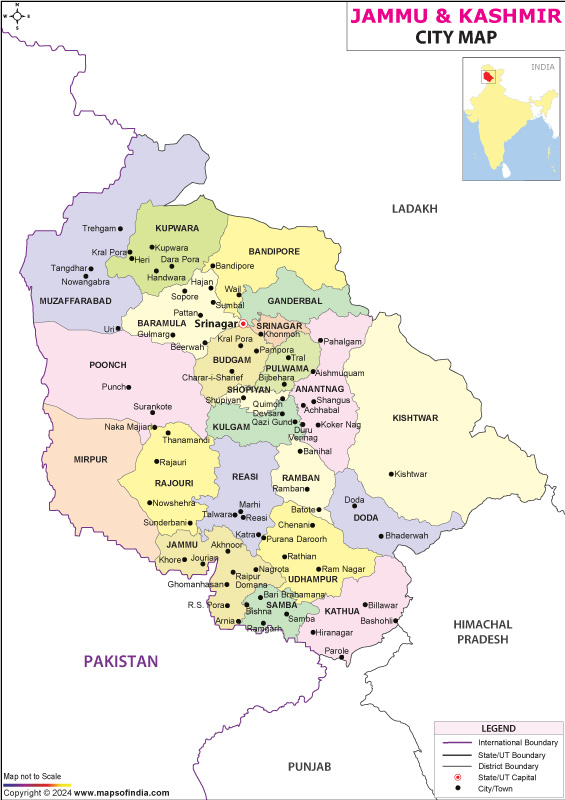 JAMMU & KASHMIR
CITY MAP
N
W
E
S
INDIA
LADAKH
Trehgam
KUPWARA
Kral Pora
Kupwara
Heri
Dara Pora
BANDIPORE
Tangdhar
Nowangabra
Handwara
Bandipore
MUZAFFARABAD
Sopore
Hajan
Wajl
Sumbal
GANDERBAL
Pattan
BARAMULA
Srinagar
SRINAGAR
Uri
Gulmarg
Khonmoh
Beerwah
Kral Pora
Pahalgam
Pampora
BUDGAM
Tral
POONCH
PULWAMA
Aishmuquam
Charar-i-Sharief
Bijbehara
Punch
SHOPIYAN
ANANTNAG
Shupiyan
Quimoh
Shangus
Devsar
Achhabal
Surankote
Qazi Gund
KISHTWAR
Naka Majiari
KULGAM
Duru
Koker Nag
Thanamandi
Verinag
Banihal
MIRPUR
Rajauri
RAJOURI
REASI
RAMBAN
Kishtwar
Ramban
Nowshehra
Marhi
Doda
Talwara
Reasi
Batote
DODA
Sunderbani
Chenani
Katra
Purana Daroorh
Bhaderwah
JAMMU
Akhnoor
Khore
Jourian
Rathian
Nagrota
Ram Nagar
Raipur
Domana
UDHAMPUR
Ghomanhasan
Bari Brahamana
R.S. Pora
Bishna
SAMBA
KATHUA
Billawar
Samba
Arnia
Ramgarh
Bashohli
Hiranagar
HIMACHAL
PRADESH
Parole
PAKISTAN
PUNJAB
LEGEND
International Boundary
State/UT Boundary
District Boundary
State/UT Capital
City/Town
Map not to Scale
Copyright © 2024 www.mapsofindia.com